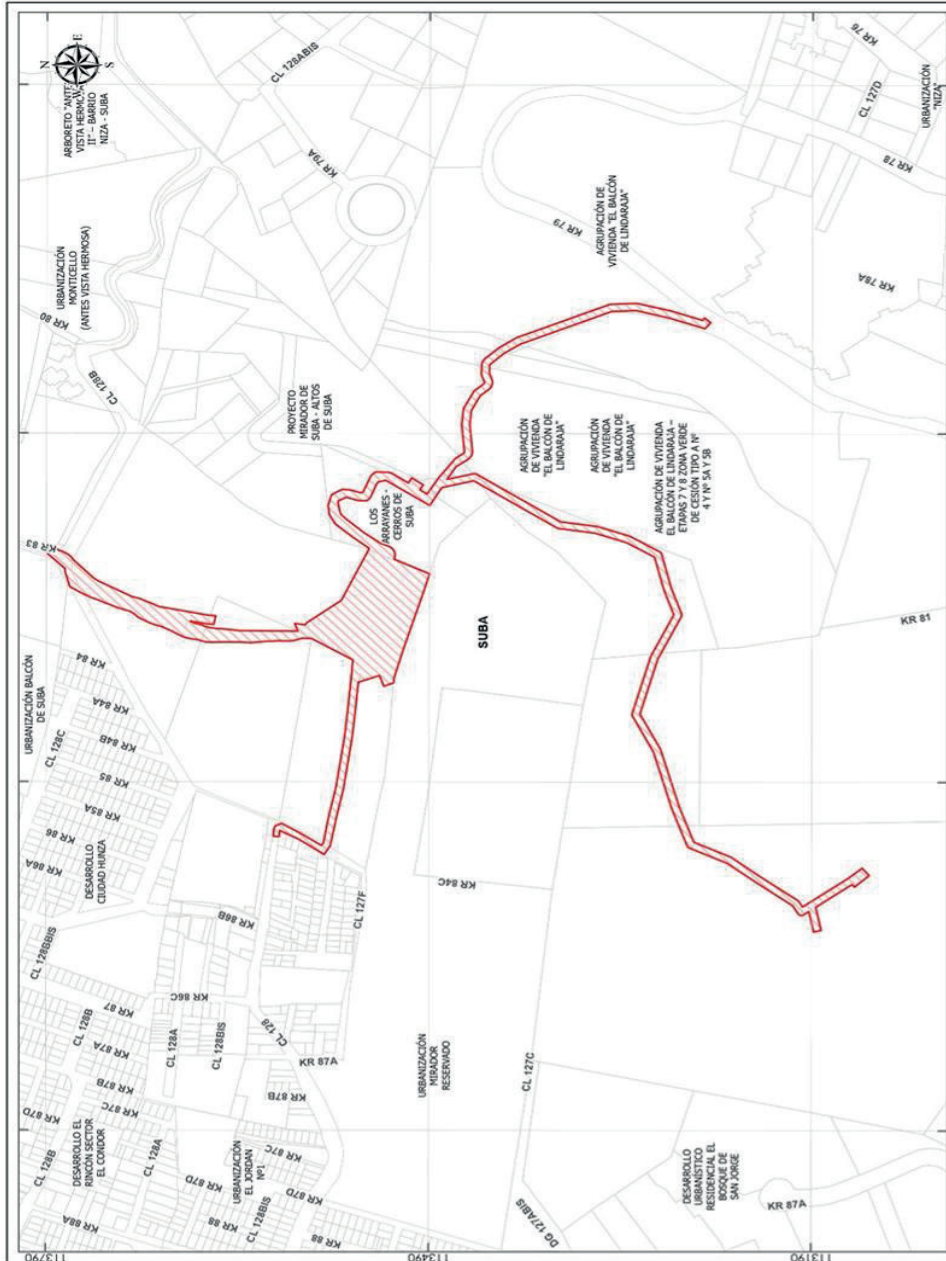 N
E
S
W
ARBORETO "ANTE
VISTA HERMO
II" – BARRIO
NIZA - SUBA
URBANIZACIÓN
MONTICELLO
(ANTES VISTA HERMOSA)
KR 80
CL 128B
CL 128ABIS
KR 79A
KR 76
CL 127D
URBANIZACIÓN
"NIZA"
KR 78
KR 79
AGRUPACIÓN DE
VIVIENDA "EL BALCÓN
DE LINDARAJA"
KR 78A
PROYECTO
MIRADOR DE
SUBA - ALTOS
DE SUBA
LOS
ARRAYANES -
CERROS DE
SUBA
AGRUPACIÓN
DE VIVIENDA
"EL BALCÓN DE
LINDARAJA"
AGRUPACIÓN
DE VIVIENDA
"EL BALCÓN DE
LINDARAJA"
AGRUPACIÓN DE VIVIENDA
EL BALCÓN DE LINDARAJA –
ETAPAS 7 Y 8 ZONA VERDE
DE CESIÓN TIPO A Nº
4 Y Nº 5A Y 5B
KR 83
SUBA
KR 81
URBANIZACIÓN BALCÓN
DE SUBA
KR 84
KR 84A
CL 128C
KR 84B
KR 85
KR 85A
KR 86
KR 86A
DESARROLLO
CIUDAD HUNZA
KR 86B
CL 127F
KR 84C
CL 128BBIS
KR 87
CL 128B
KR 87A
KR 86C
CL 128A
CL 128BIS
CL 128
KR 87A
KR 87B
KR 87B
KR 87C
KR 87D
URBANIZACIÓN
MIRADOR
RESERVADO
CL 127C
CL 128B
DESARROLLO EL
RINCÓN SECTOR
EL CONDOR
CL 128A
KR 87D
URBANIZACIÓN
EL JORDAN
Nº1
KR 87C
KR 87D
KR 88A
KR 88
CL 128BIS
KR 88
DG 127ABIS
DESARROLLO
URBANÍSTICO
RESIDENCIAL EL
BOSQUE DE
SAN JORGE
KR 87A
113790
113490
113190